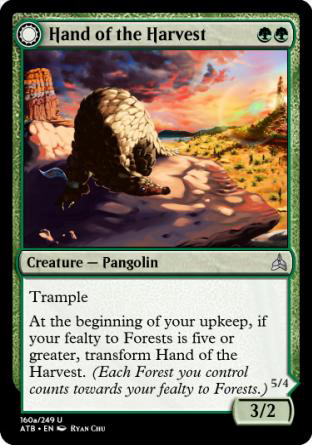 Hand of the Harvest
Creature — Pangolin
Trample
At the beginning of your upkeep, if
your fealty to Forests is five or
greater, transform Hand of the
Harvest. (Each Forest you control
counts towards your fealty to Forests.)
5/4
3/2
160a/249 U
ATB • EN Ryan Chu